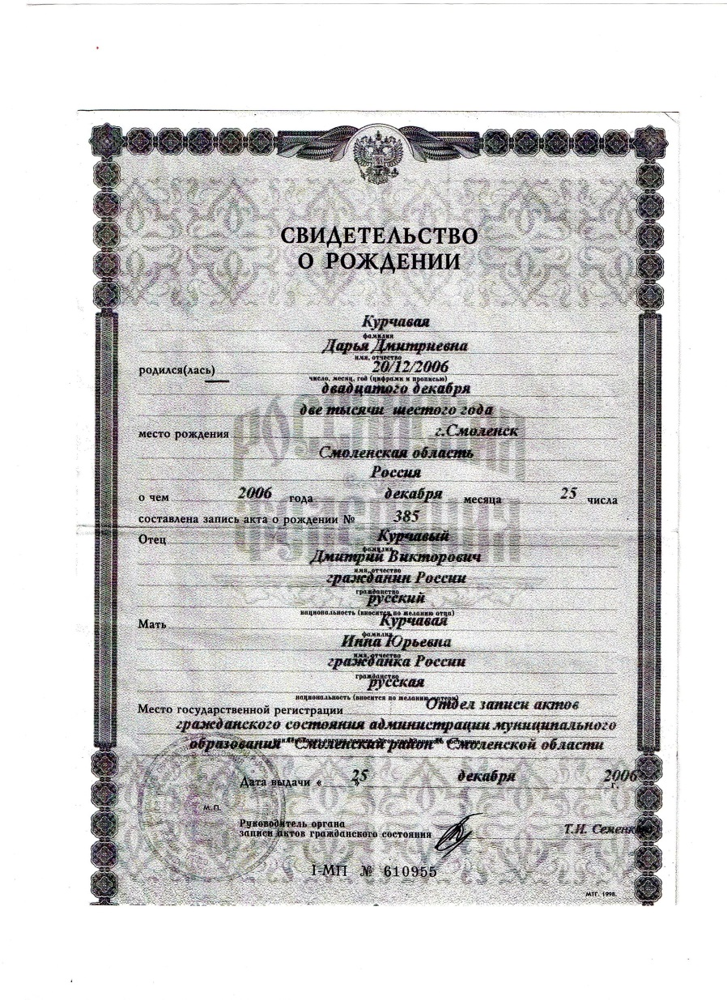 СВИДЕТЕЛЬСТВО
О РОЖДЕНИИ
Курчавая
фамилия
Дарья Дмитриевна
имя, отчество
родился(лась) 20/12/2006
число, месяц, год (цифрами и прописью)
двадцатого декабря
две тысячи шестого года
место рождения г.Смоленск
Смоленская область
Россия
о чем 2006 года декабря месяца 25 числа
составлена запись акта о рождении № 385
Отец Курчавый
фамилия
Дмитрий Викторович
имя, отчество
гражданин России
гражданство
русский
национальность (вносится по желанию отца)
Мать Курчавая
фамилия
Инна Юрьевна
имя, отчество
гражданка России
гражданство
русская
национальность (вносится по желанию матери)
Место государственной регистрации Отдел записи актов
гражданского состояния администрации муниципального
образования "Смоленский район" Смоленской области
Дата выдачи « 25 » декабря 2006 г.
М.П.
Руководитель органа
записи актов гражданского состояния Т.И.
I-МП № 610955
МТГ. 1998.
РОССИЙСКАЯ
ФЕДЕРАЦИЯ